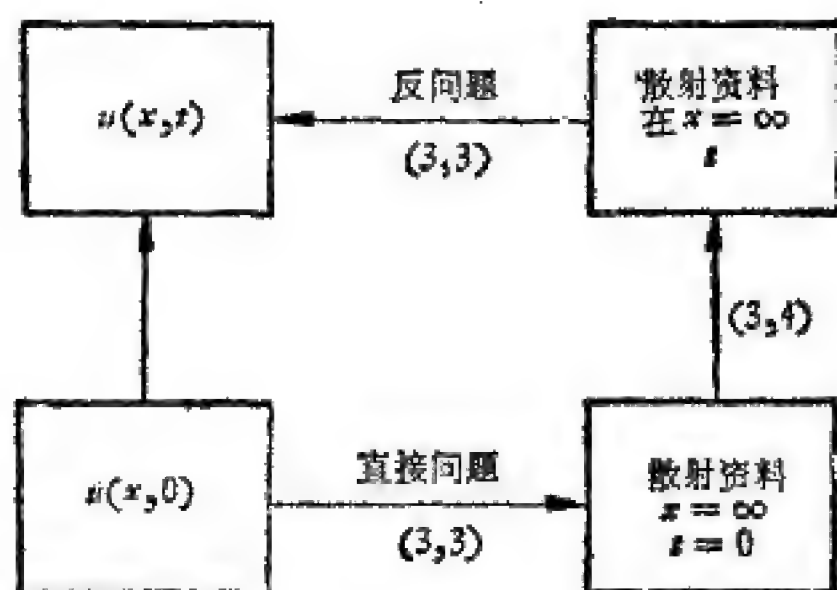 u(x,t)
反问题
(3,3)
散射资料
在 x = ∞
t
(3,4)
u(x,0)
直接问题
(3,3)
散射资料
x = ∞
t = 0